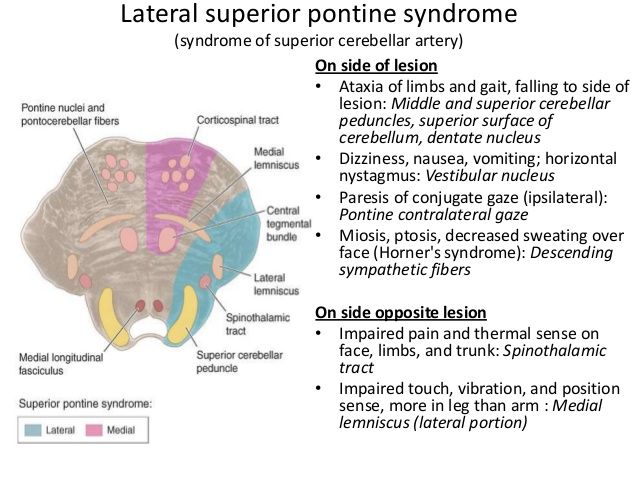 Lateral superior pontine syndrome
(syndrome of superior cerebellar artery)
Pontine nuclei and
pontocerebellar fibers
Corticospinal tract
Medial
lemniscus
Central
tegmental
bundle
Lateral
lemniscus
Spinothalamic
tract
Medial longitudinal
fasciculus
Superior cerebellar
peduncle
Superior pontine syndrome:
Lateral
Medial
On side of lesion
• Ataxia of limbs and gait, falling to side of
lesion: Middle and superior cerebellar
peduncles, superior surface of
cerebellum, dentate nucleus
• Dizziness, nausea, vomiting; horizontal
nystagmus: Vestibular nucleus
• Paresis of conjugate gaze (ipsilateral):
Pontine contralateral gaze
• Miosis, ptosis, decreased sweating over
face (Horner's syndrome): Descending
sympathetic fibers
On side opposite lesion
• Impaired pain and thermal sense on
face, limbs, and trunk: Spinothalamic
tract
• Impaired touch, vibration, and position
sense, more in leg than arm : Medial
lemniscus (lateral portion)